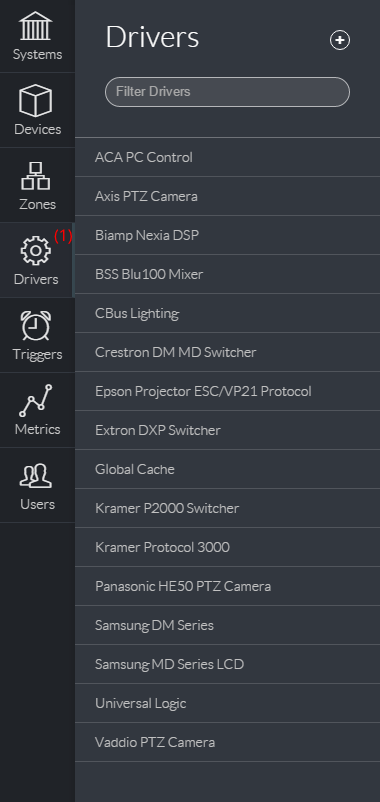 Systems
Devices
Zones
(1)
Drivers
Triggers
Metrics
Users
Drivers
Filter Drivers
ACA PC Control
Axis PTZ Camera
Biamp Nexia DSP
BSS Blu100 Mixer
CBus Lighting
Crestron DM MD Switcher
Epson Projector ESC/VP21 Protocol
Extron DXP Switcher
Global Cache
Kramer P2000 Switcher
Kramer Protocol 3000
Panasonic HE50 PTZ Camera
Samsung DM Series
Samsung MD Series LCD
Universal Logic
Vaddio PTZ Camera